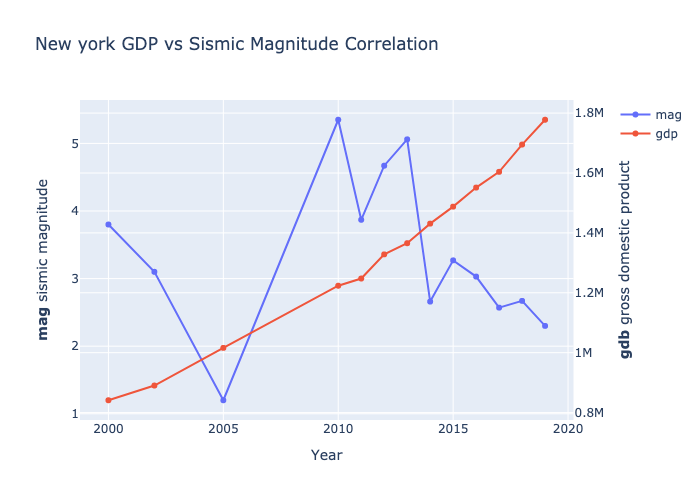 New york GDP vs Sismic Magnitude Correlation
mag
gdp
5
4
3
2
1
mag sismic magnitude
1.8M
1.6M
1.4M
1.2M
1M
0.8M
gdb gross domestic product
2000
2005
2010
2015
2020
Year